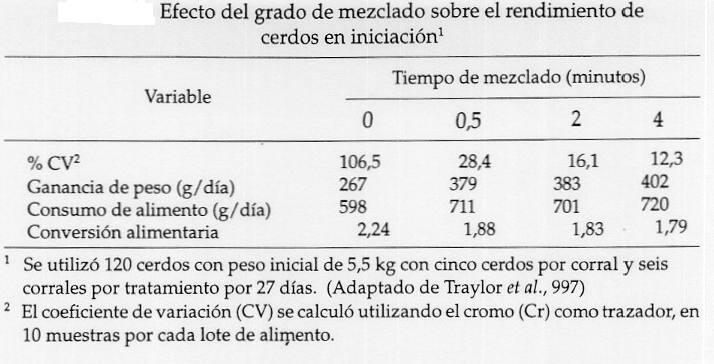 Efecto del grado de mezclado sobre el rendimiento de
cerdos en iniciación¹
Variable
Tiempo de mezclado (minutos)
0 0,5 2 4
% CV² 106,5 28,4 16,1 12,3
Ganancia de peso (g/día) 267 379 383 402
Consumo de alimento (g/día) 598 711 701 720
Conversión alimentaria 2,24 1,88 1,83 1,79
¹ Se utilizó 120 cerdos con peso inicial de 5,5 kg con cinco cerdos por corral y seis
corrales por tratamiento por 27 días. (Adaptado de Traylor et al., 997)
² El coeficiente de variación (CV) se calculó utilizando el cromo (Cr) como trazador, en
10 muestras por cada lote de alimento.